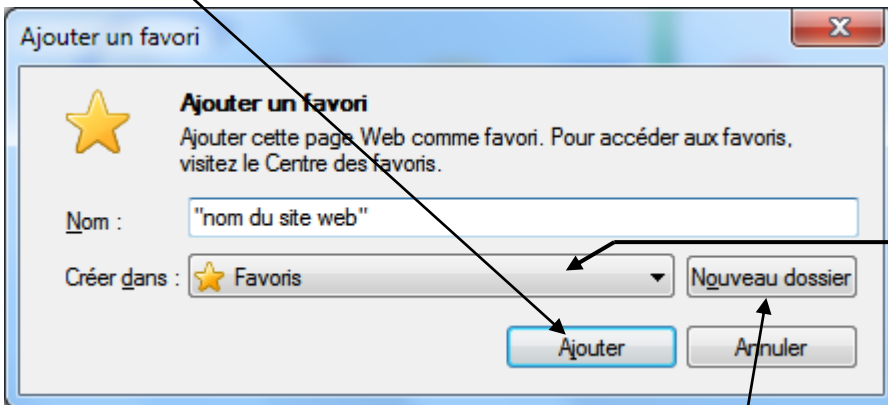 Ajouter un favori
Ajouter un favori
Ajouter cette page Web comme favori. Pour accéder aux favoris,
visitez le Centre des favoris.
Nom : "nom du site web"
Créer dans : Favoris Nouveau dossier
Ajouter Annuler